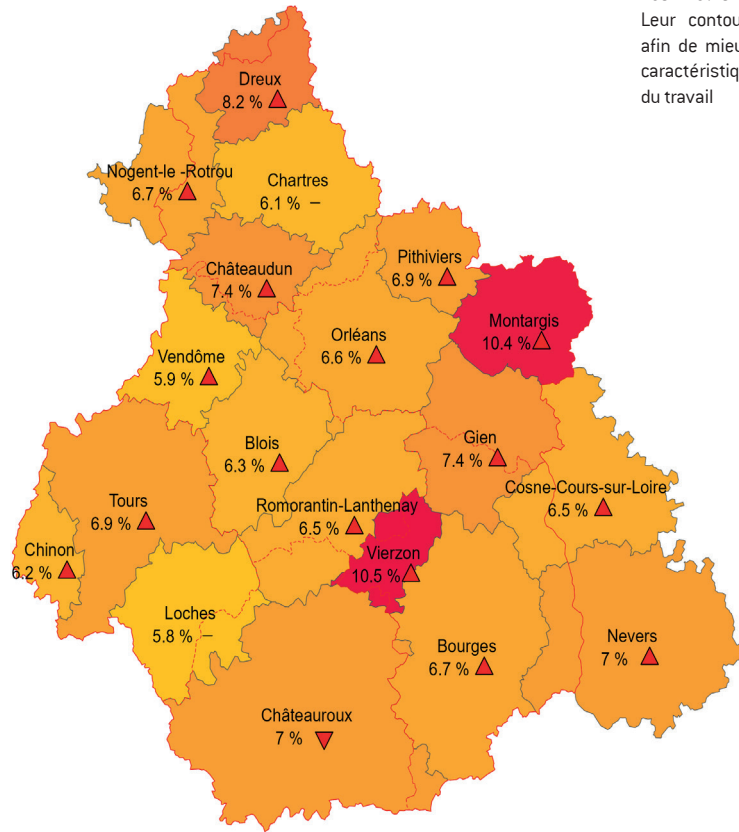 Leur contou
afin de mieu
caractéristiq
du travail
Dreux
8.2 %
Nogent-le -Rotrou
6.7 %
Chartres
6.1 % –
Châteaudun
7.4 %
Pithiviers
6.9 %
Montargis
10.4 %
Orléans
6.6 %
Vendôme
5.9 %
Blois
6.3 %
Gien
7.4 %
Cosne-Cours-sur-Loire
6.5 %
Tours
6.9 %
Romorantin-Lanthenay
6.5 %
Chinon
6.2 %
Vierzon
10.5 %
Loches
5.8 % –
Bourges
6.7 %
Nevers
7 %
Châteauroux
7 %